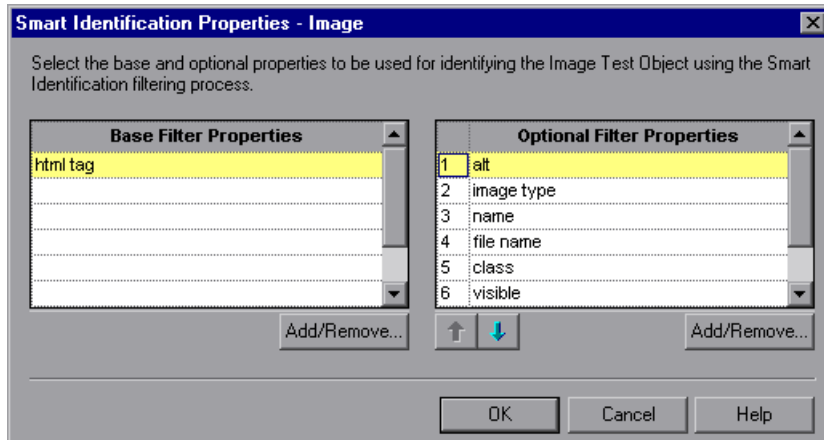 Smart Identification Properties - Image
Select the base and optional properties to be used for identifying the Image Test Object using the Smart
Identification filtering process.
Base Filter Properties
html tag
Add/Remove...
Optional Filter Properties
1 alt
2 image type
3 name
4 file name
5 class
6 visible
Add/Remove...
OK Cancel Help